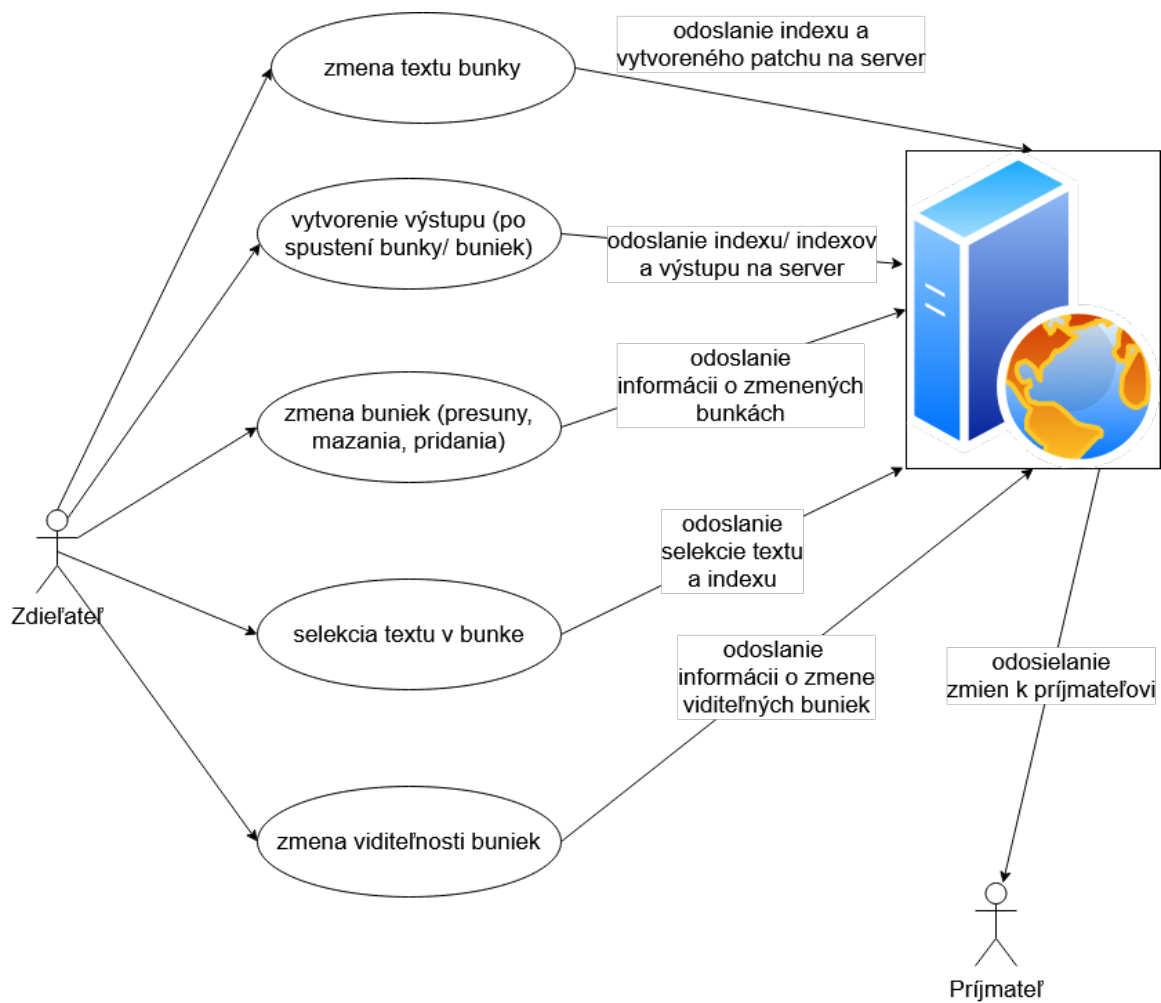 zmena textu bunky
odoslanie indexu a
vytvoreného patchu na server
vytvorenie výstupu (po
spustení bunky/ buniek)
odoslanie indexu/ indexov
a výstupu na server
zmena buniek (presuny,
mazania, pridania)
odoslanie
informácii o zmenených
bunkách
Zdieľateľ
selekcia textu v bunke
odoslanie
selekcie textu
a indexu
zmena viditeľnosti buniek
odoslanie
informácii o zmene
viditeľných buniek
odosielanie
zmien k príjmateľovi
Príjmateľ